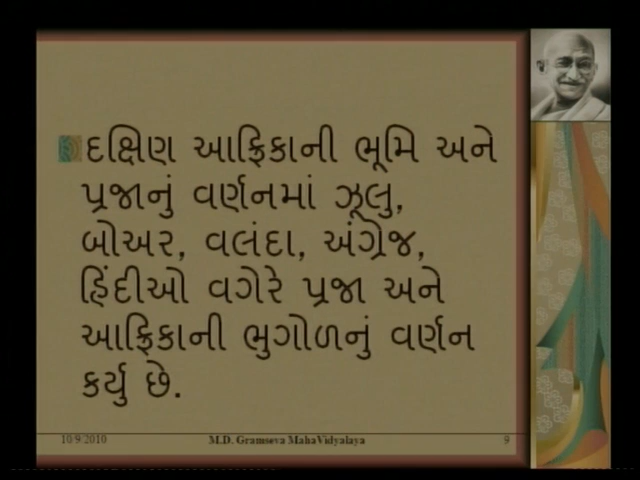 દક્ષિણ આફ્રિકાની ભૂમિ અને
પ્રજાનું વર્ણનમાં ઝૂલુ,
બોઅર, વલંદા, અંગ્રેજ,
હિંદીઓ વગેરે પ્રજા અને
આફ્રિકાની ભુગોળનું વર્ણન
કર્યુ છે.
10/9/2010 M.D. Gramseva MahaVidyalaya 9